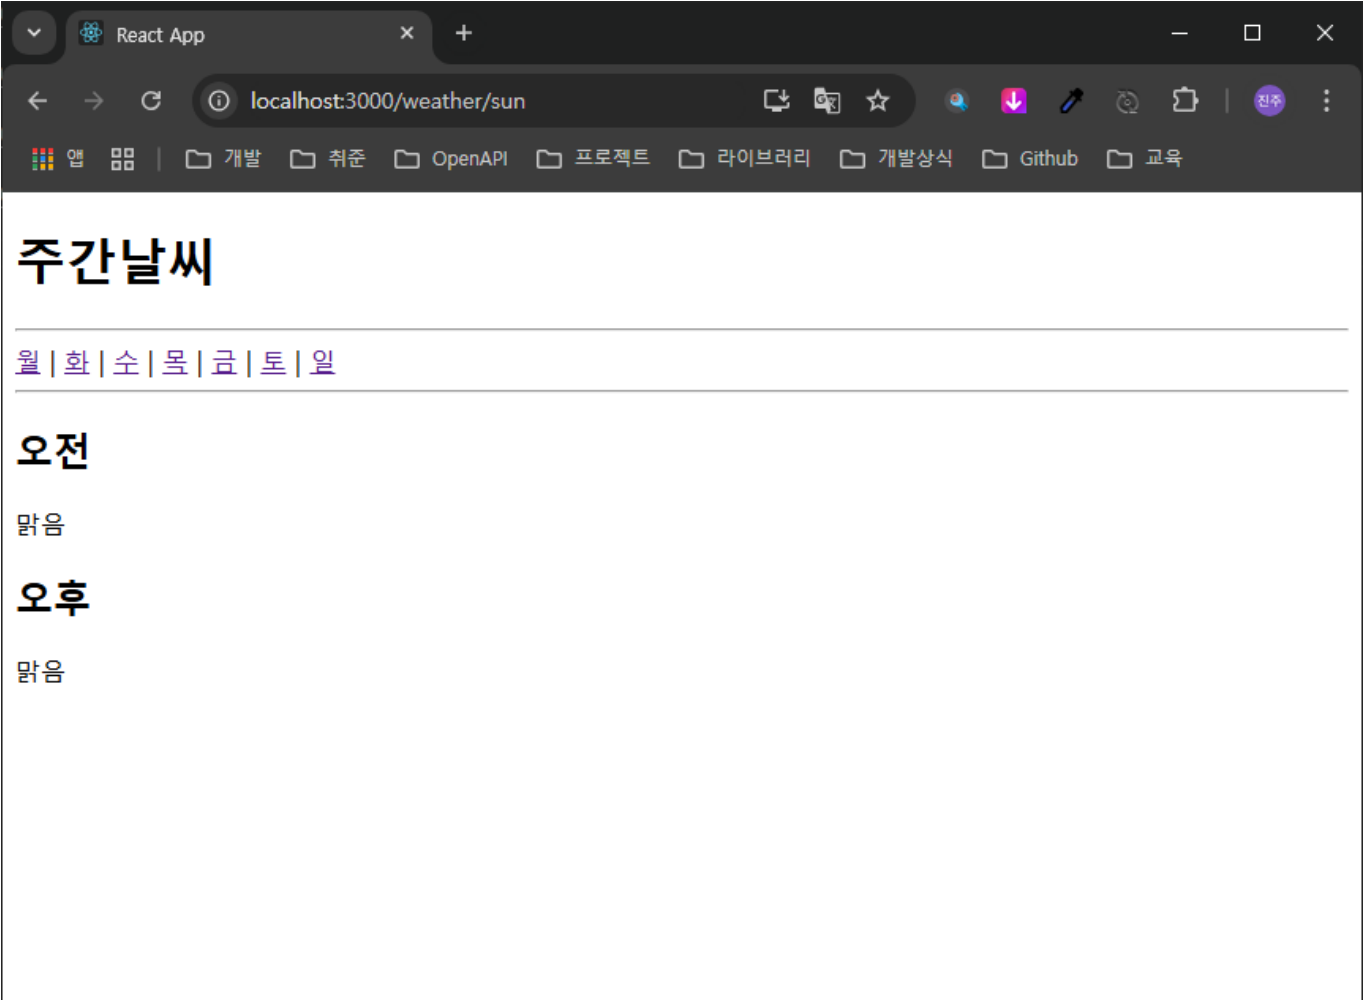 React App
localhost:3000/weather/sun
진주
앱 | 개발 취준 OpenAPI 프로젝트 라이브러리 개발상식 Github 교육
주간날씨
월 | 화 | 수 | 목 | 금 | 토 | 일
오전
맑음
오후
맑음